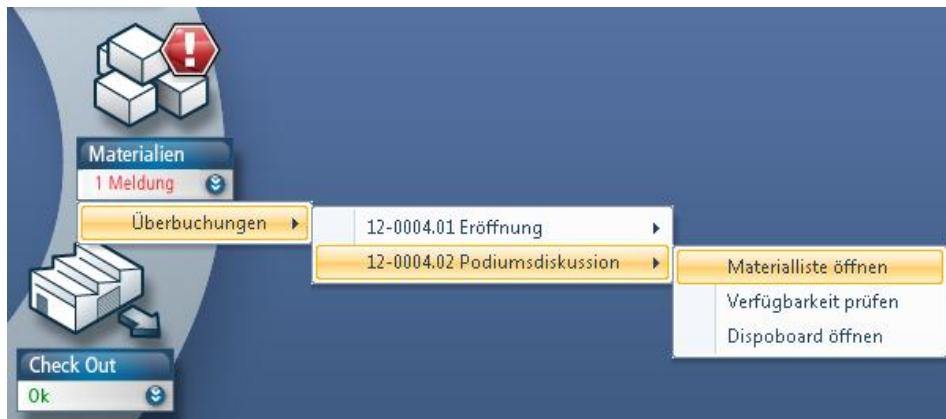 Materialien
1 Meldung
Überbuchungen
12-0004.01 Eröffnung
12-0004.02 Podiumsdiskussion
Materialliste öffnen
Verfügbarkeit prüfen
Dispoboard öffnen
Check Out
Ok